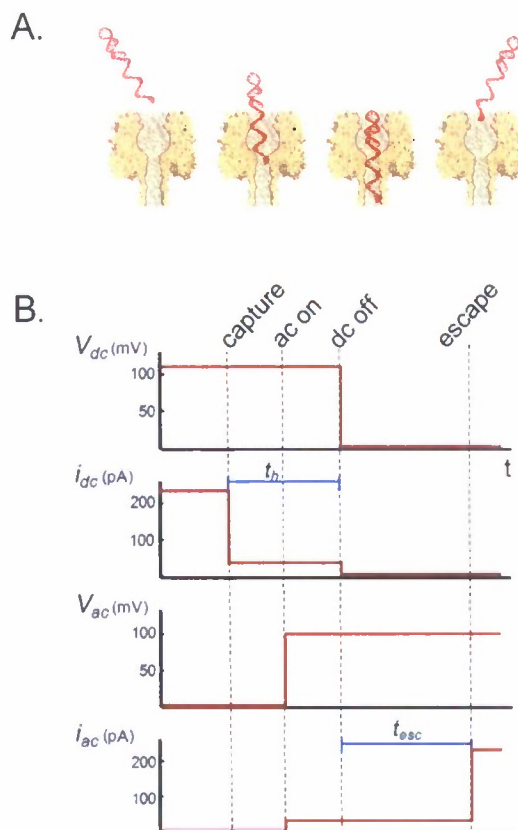 A.
B.
capture
ac on
dc off
escape
V_dc (mV)
100
50
t
i_dc (pA)
t_h
200
100
V_ac (mV)
100
50
i_ac (pA)
t_esc
200
100